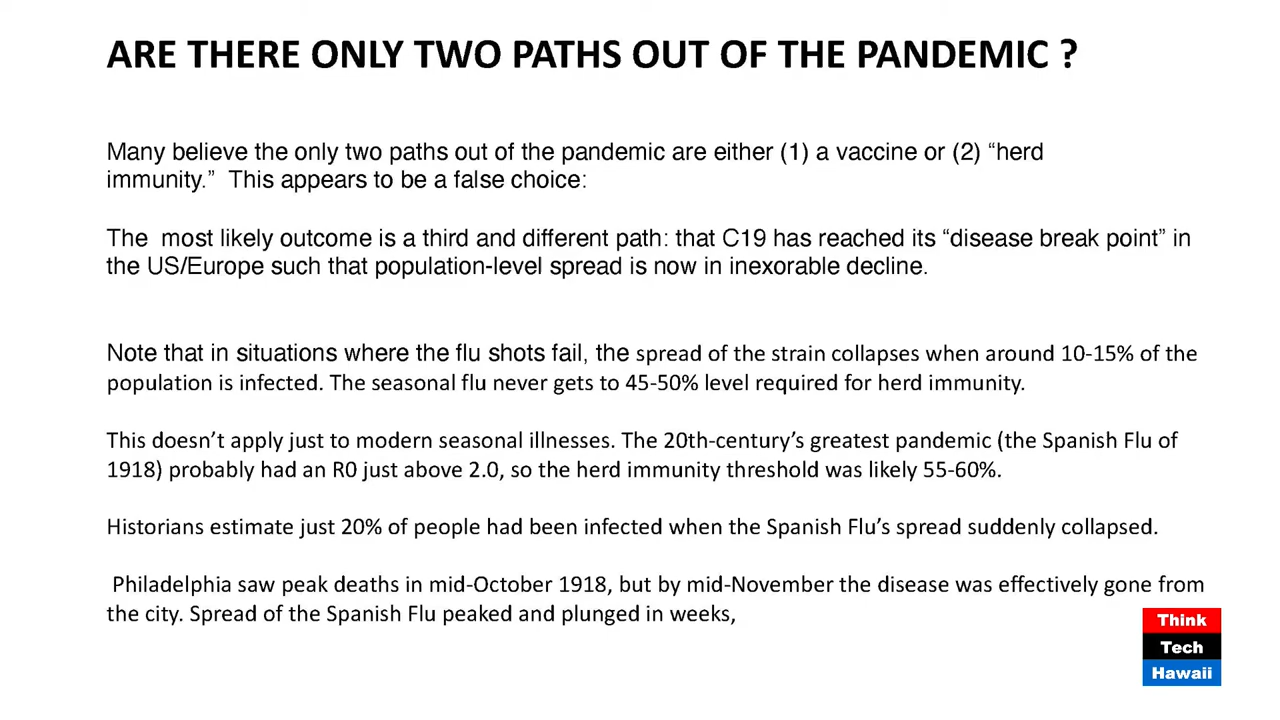 ARE THERE ONLY TWO PATHS OUT OF THE PANDEMIC ?
Many believe the only two paths out of the pandemic are either (1) a vaccine or (2) “herd
immunity.”  This appears to be a false choice:
The  most likely outcome is a third and different path: that C19 has reached its “disease break point” in
the US/Europe such that population-level spread is now in inexorable decline.
Note that in situations where the flu shots fail, the spread of the strain collapses when around 10-15% of the
population is infected. The seasonal flu never gets to 45-50% level required for herd immunity.
This doesn’t apply just to modern seasonal illnesses. The 20th-century’s greatest pandemic (the Spanish Flu of
1918) probably had an R0 just above 2.0, so the herd immunity threshold was likely 55-60%.
Historians estimate just 20% of people had been infected when the Spanish Flu’s spread suddenly collapsed.
Philadelphia saw peak deaths in mid-October 1918, but by mid-November the disease was effectively gone from
the city. Spread of the Spanish Flu peaked and plunged in weeks,
Think
Tech
Hawaii